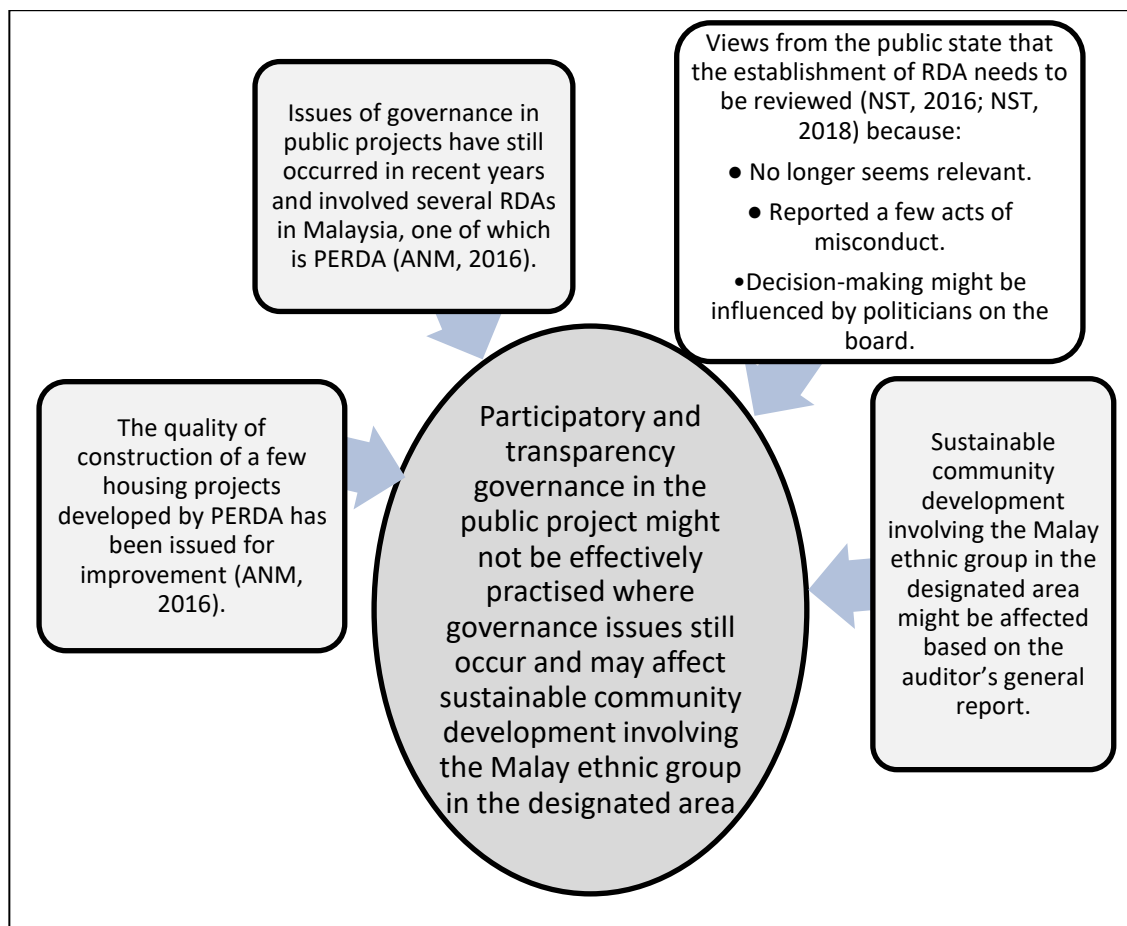 Issues of governance in
public projects have still
occurred in recent years
and involved several RDAs
in Malaysia, one of which
is PERDA (ANM, 2016).
Views from the public state that
the establishment of RDA needs to
be reviewed (NST, 2016; NST,
2018) because:
● No longer seems relevant.
● Reported a few acts of
misconduct.
•Decision-making might be
influenced by politicians on the
board.
The quality of
construction of a few
housing projects
developed by PERDA has
been issued for
improvement (ANM,
2016).
Participatory and
transparency
governance in the
public project might
not be effectively
practised where
governance issues still
occur and may affect
sustainable community
development involving
the Malay ethnic group
in the designated area
Sustainable
community
development
involving the Malay
ethnic group in the
designated area
might be affected
based on the
auditor’s general
report.